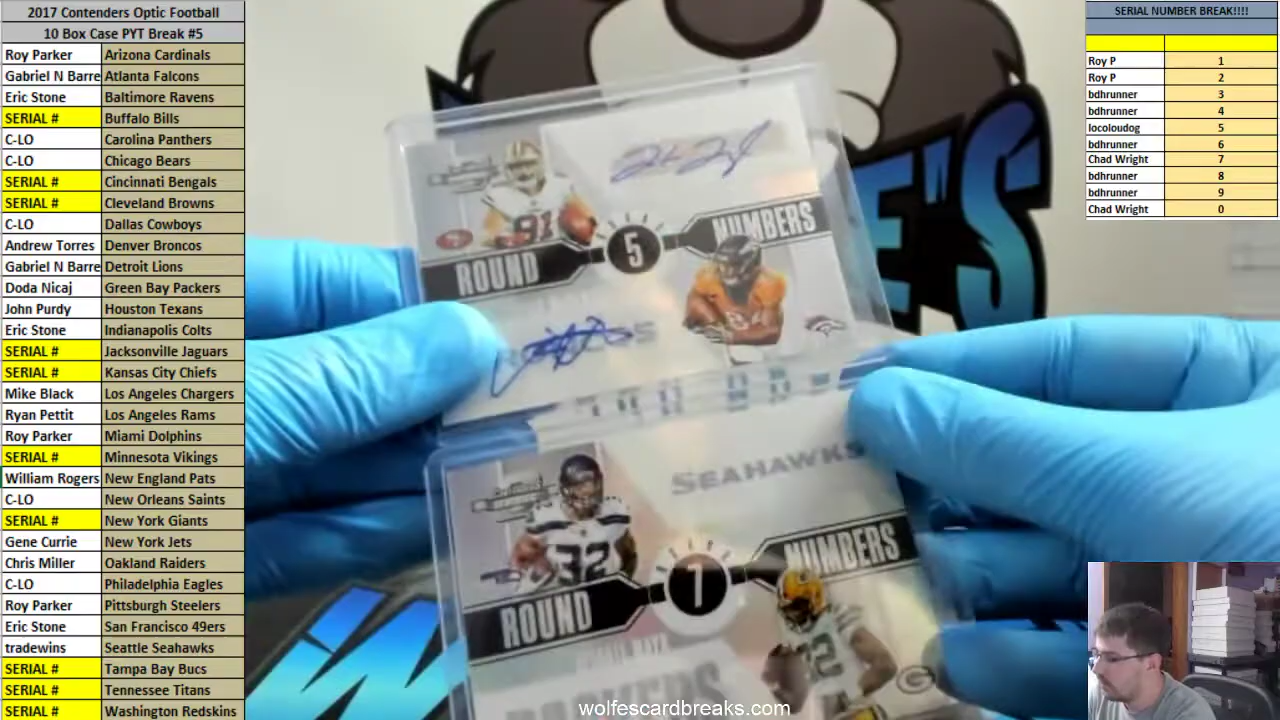 2017 Contenders Optic Football
10 Box Case PYT Break #5
Roy Parker Arizona Cardinals
Gabriel N Barre Atlanta Falcons
Eric Stone Baltimore Ravens
SERIAL # Buffalo Bills
C-LO Carolina Panthers
C-LO Chicago Bears
SERIAL # Cincinnati Bengals
SERIAL # Cleveland Browns
C-LO Dallas Cowboys
Andrew Torres Denver Broncos
Gabriel N Barre Detroit Lions
Doda Nicaj Green Bay Packers
John Purdy Houston Texans
Eric Stone Indianapolis Colts
SERIAL # Jacksonville Jaguars
SERIAL # Kansas City Chiefs
Mike Black Los Angeles Chargers
Ryan Pettit Los Angeles Rams
Roy Parker Miami Dolphins
SERIAL # Minnesota Vikings
William Rogers New England Pats
C-LO New Orleans Saints
SERIAL # New York Giants
Gene Currie New York Jets
Chris Miller Oakland Raiders
C-LO Philadelphia Eagles
Roy Parker Pittsburgh Steelers
Eric Stone San Francisco 49ers
tradewins Seattle Seahawks
SERIAL # Tampa Bay Bucs
SERIAL # Tennessee Titans
SERIAL # Washington Redskins
ROUND 5 NUMBERS
91
SEAHAWKS
32
ROUND 7 NUMBERS
PACKERS
'S
SERIAL NUMBER BREAK!!!!
Roy P 1
Roy P 2
bdhrunner 3
bdhrunner 4
locoloudog 5
bdhrunner 6
Chad Wright 7
bdhrunner 8
bdhrunner 9
Chad Wright 0
wolfescardbreaks.com